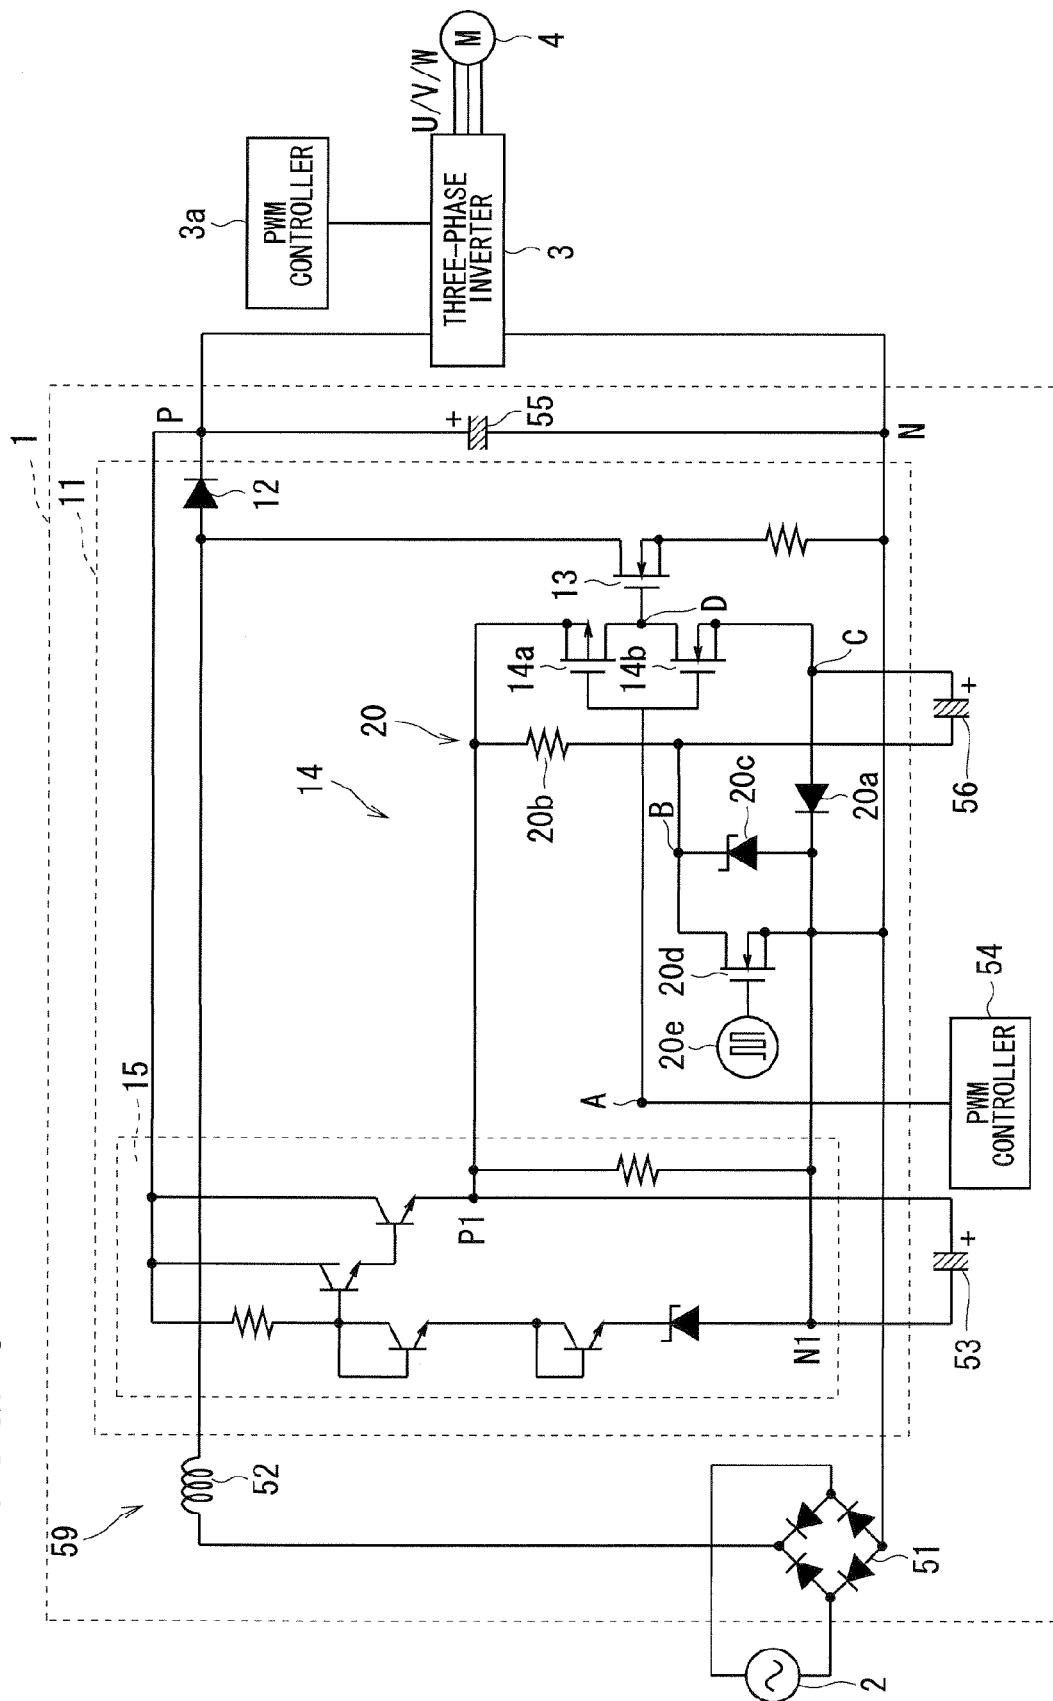 1
11
59
52
P
12
+
55
N
15
14
20
20b
14a
14b
13
D
C
B
20c
20a
20d
20e
A
P1
N1
+
53
+
56
PWM
CONTROLLER
54
51
2
3a
PWM
CONTROLLER
THREE-PHASE
INVERTER
3
U/V/W
M
4